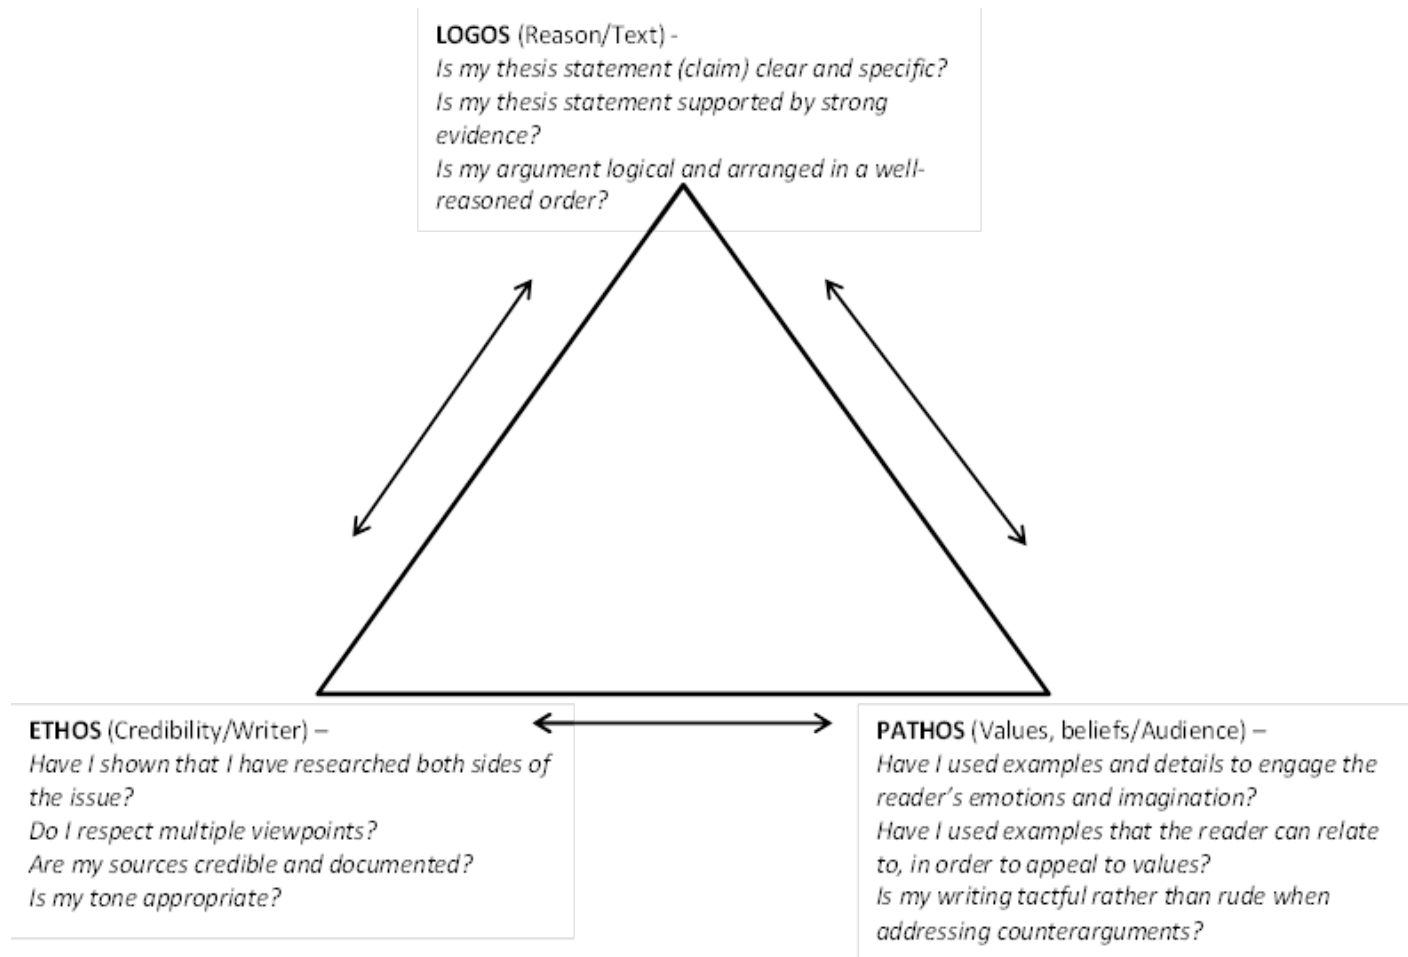 LOGOS (Reason/Text) -
Is my thesis statement (claim) clear and specific?
Is my thesis statement supported by strong
evidence?
Is my argument logical and arranged in a well-
reasoned order?
ETHOS (Credibility/Writer) –
Have I shown that I have researched both sides of
the issue?
Do I respect multiple viewpoints?
Are my sources credible and documented?
Is my tone appropriate?
PATHOS (Values, beliefs/Audience) –
Have I used examples and details to engage the
reader’s emotions and imagination?
Have I used examples that the reader can relate
to, in order to appeal to values?
Is my writing tactful rather than rude when
addressing counterarguments?